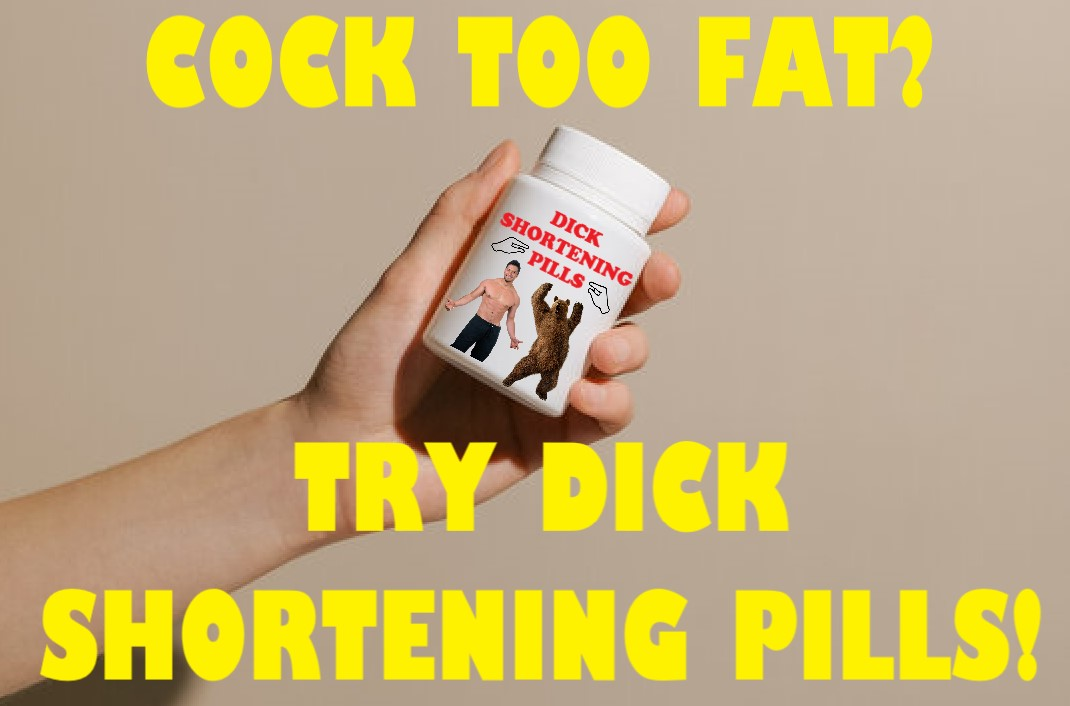 COCK TOO FAT?
DICK
SHORTENING
PILLS
TRY DICK
SHORTENING PILLS!